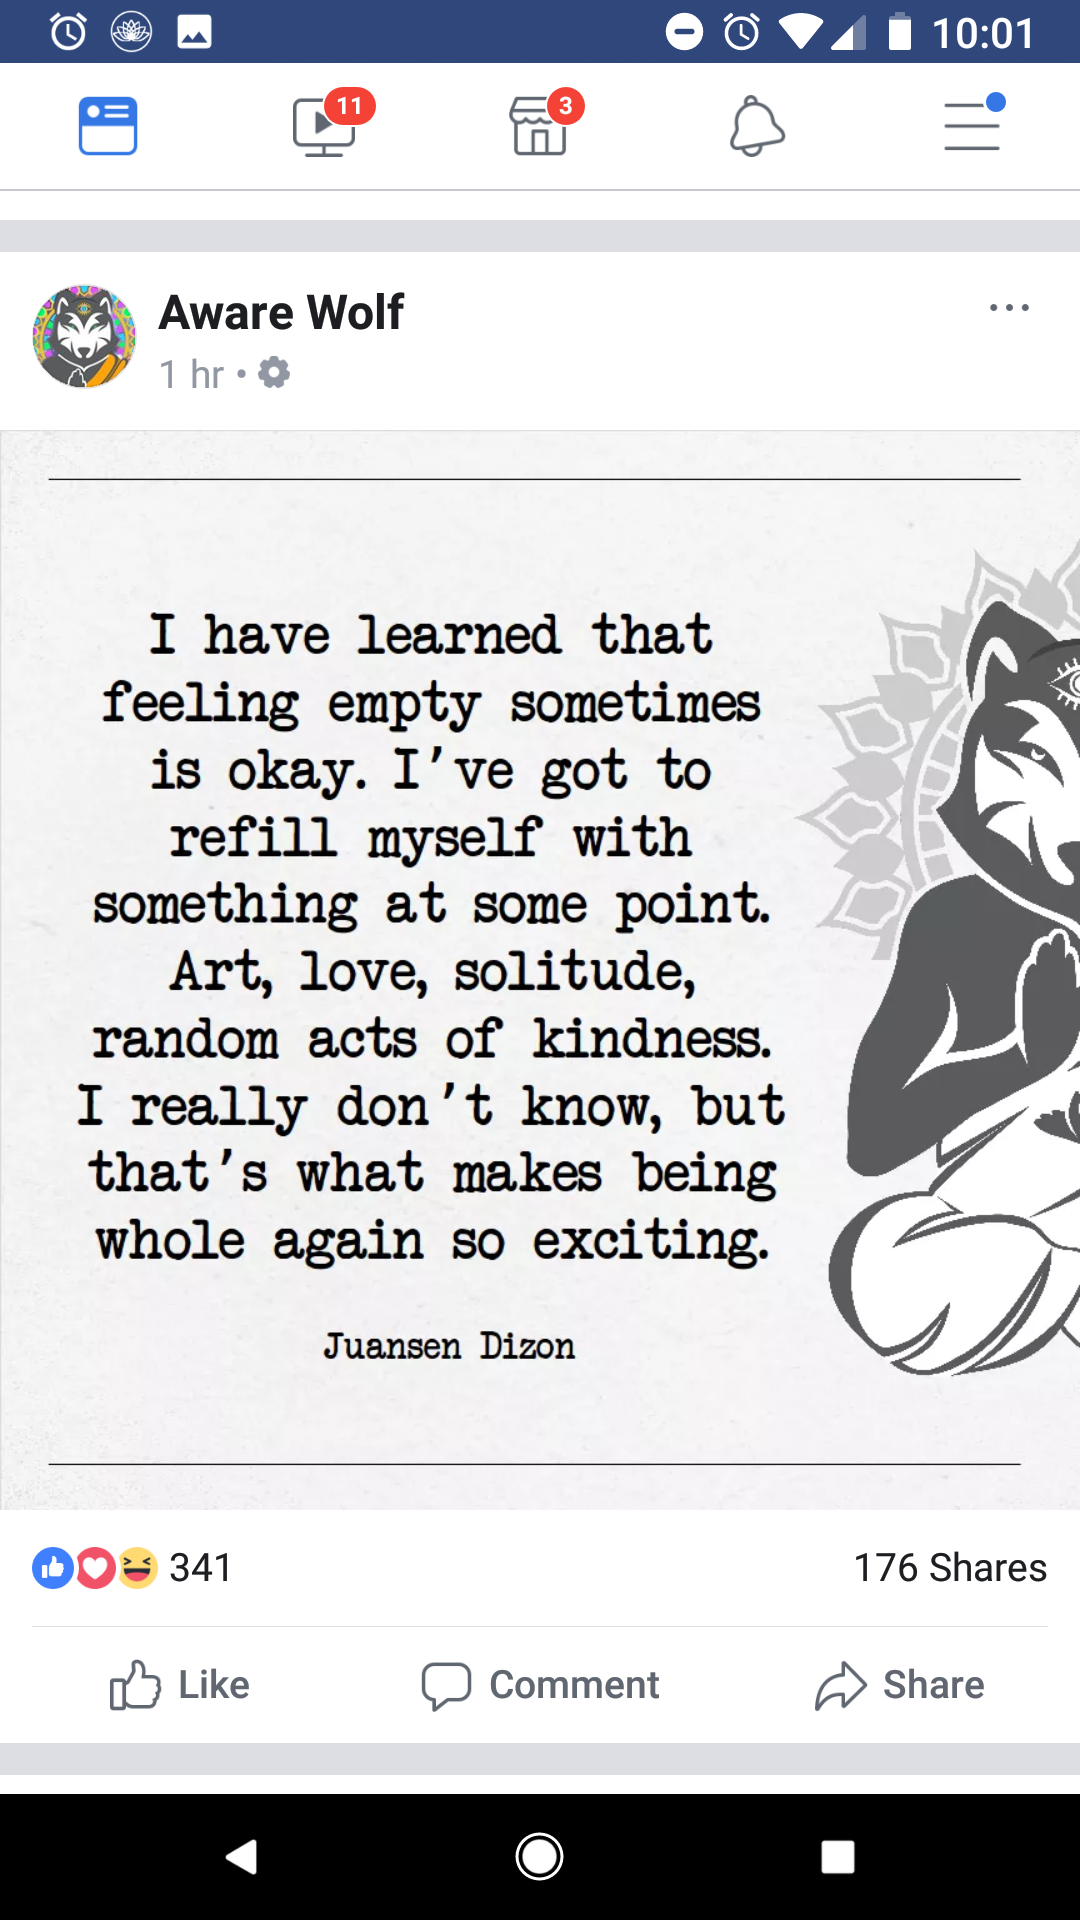 10:01
11
3
Aware Wolf
1 hr •
I have learned that
feeling empty sometimes
is okay. I've got to
refill myself with
something at some point.
Art, love, solitude,
random acts of kindness.
I really don't know, but
that's what makes being
whole again so exciting.
Juansen Dizon
341
176 Shares
Like
Comment
Share